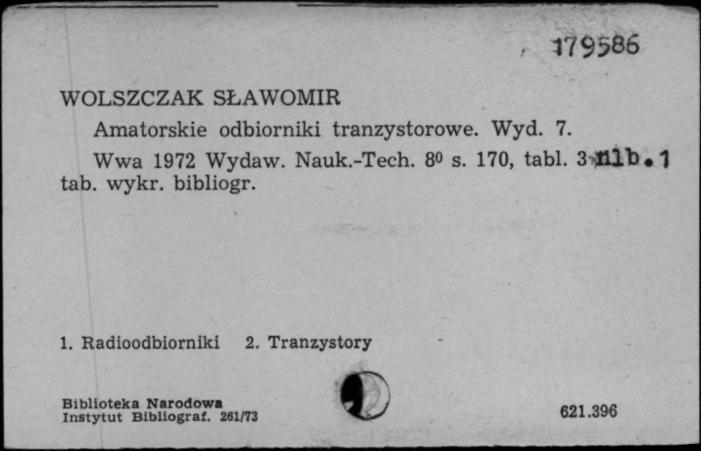 179586
WOLSZCZAK SŁAWOMIR
Amatorskie odbiorniki tranzystorowe. Wyd. 7.
Wwa 1972 Wydaw. Nauk.-Tech. 8⁰ s. 170, tabl. 3 nlb. 1
tab. wykr. bibliogr.
1. Radioodbiorniki 2. Tranzystory
Biblioteka Narodowa
Instytut Bibliograf. 261/73
621.396